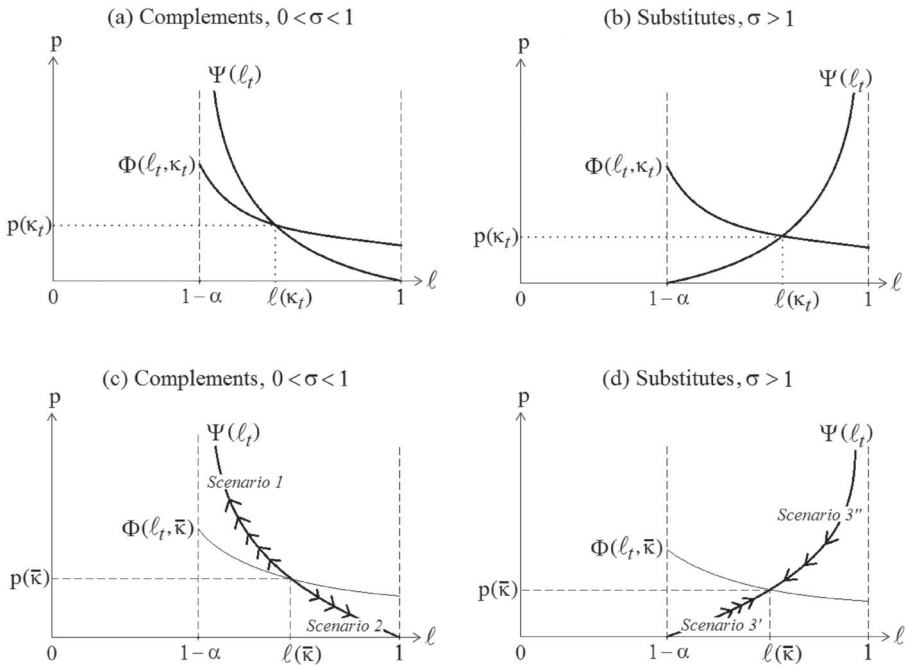 (a) Complements, 0 < σ < 1
p
Ψ(ℓₜ)
Φ(ℓₜ,κₜ)
p(κₜ)
0
1−α
ℓ(κₜ)
1
ℓ
(b) Substitutes, σ > 1
p
Ψ(ℓₜ)
Φ(ℓₜ,κₜ)
p(κₜ)
0
1−α
ℓ(κₜ)
1
ℓ
(c) Complements, 0 < σ < 1
p
Ψ(ℓₜ)
Scenario 1
Φ(ℓₜ,κ̄)
p(κ̄)
Scenario 2
0
1−α
ℓ(κ̄)
1
ℓ
(d) Substitutes, σ > 1
p
Ψ(ℓₜ)
Scenario 3"
Φ(ℓₜ,κ̄)
p(κ̄)
Scenario 3'
0
1−α
ℓ(κ̄)
1
ℓ